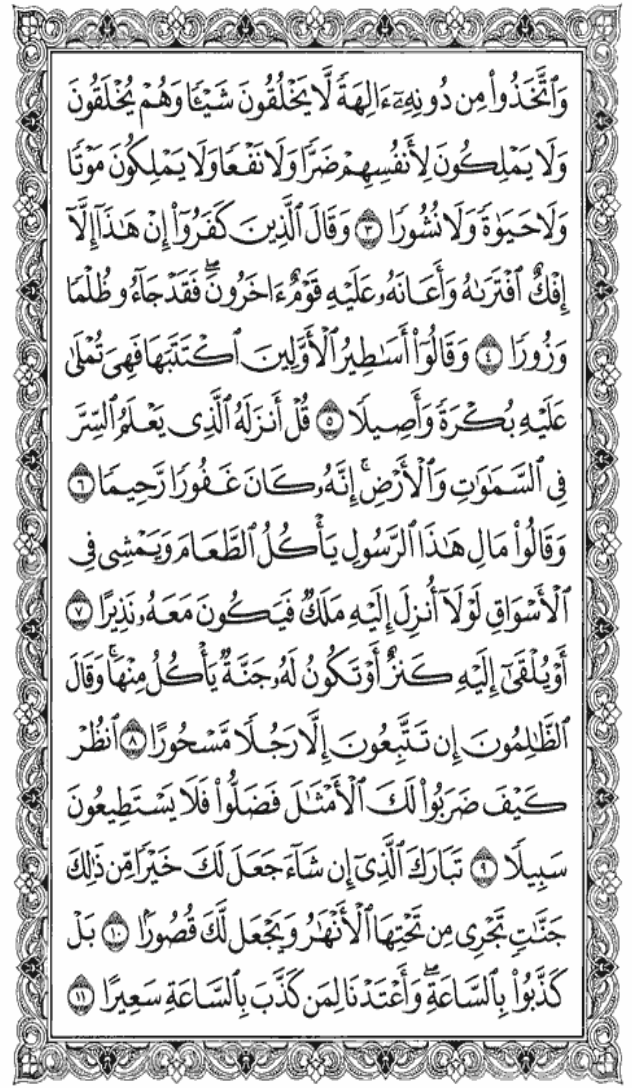 وَٱتَّخَذُوا۟ مِن دُونِهِۦٓ ءَالِهَةً لَّا يَخْلُقُونَ شَيْـًٔا وَهُمْ يُخْلَقُونَ
وَلَا يَمْلِكُونَ لِأَنفُسِهِمْ ضَرًّا وَلَا نَفْعًا وَلَا يَمْلِكُونَ مَوْتًا
وَلَا حَيَوٰةً وَلَا نُشُورًا ٣ وَقَالَ ٱلَّذِينَ كَفَرُوٓا۟ إِنْ هَـٰذَآ إِلَّآ
إِفْكٌ ٱفْتَرَىٰهُ وَأَعَانَهُۥ عَلَيْهِ قَوْمٌ ءَاخَرُونَ ۖ فَقَدْ جَآءُو ظُلْمًا
وَزُورًا ٤ وَقَالُوٓا۟ أَسَـٰطِيرُ ٱلْأَوَّلِينَ ٱكْتَتَبَهَا فَهِىَ تُمْلَىٰ
عَلَيْهِ بُكْرَةً وَأَصِيلًا ٥ قُلْ أَنزَلَهُ ٱلَّذِى يَعْلَمُ ٱلسِّرَّ
فِى ٱلسَّمَـٰوَٰتِ وَٱلْأَرْضِ ۚ إِنَّهُۥ كَانَ غَفُورًا رَّحِيمًا ٦
وَقَالُوا۟ مَالِ هَـٰذَا ٱلرَّسُولِ يَأْكُلُ ٱلطَّعَامَ وَيَمْشِى فِى
ٱلْأَسْوَاقِ ۙ لَوْلَآ أُنزِلَ إِلَيْهِ مَلَكٌ فَيَكُونَ مَعَهُۥ نَذِيرًا ٧
أَوْ يُلْقَىٰٓ إِلَيْهِ كَنزٌ أَوْ تَكُونُ لَهُۥ جَنَّةٌ يَأْكُلُ مِنْهَا ۚ وَقَالَ
ٱلظَّـٰلِمُونَ إِن تَتَّبِعُونَ إِلَّا رَجُلًا مَّسْحُورًا ٨ ٱنظُرْ
كَيْفَ ضَرَبُوا۟ لَكَ ٱلْأَمْثَـٰلَ فَضَلُّوا۟ فَلَا يَسْتَطِيعُونَ
سَبِيلًا ٩ تَبَارَكَ ٱلَّذِىٓ إِن شَآءَ جَعَلَ لَكَ خَيْرًا مِّن ذَٰلِكَ
جَنَّـٰتٍ تَجْرِى مِن تَحْتِهَا ٱلْأَنْهَـٰرُ وَيَجْعَل لَّكَ قُصُورًۢا ١٠ بَلْ
كَذَّبُوا۟ بِٱلسَّاعَةِ ۖ وَأَعْتَدْنَا لِمَن كَذَّبَ بِٱلسَّاعَةِ سَعِيرًا ١١